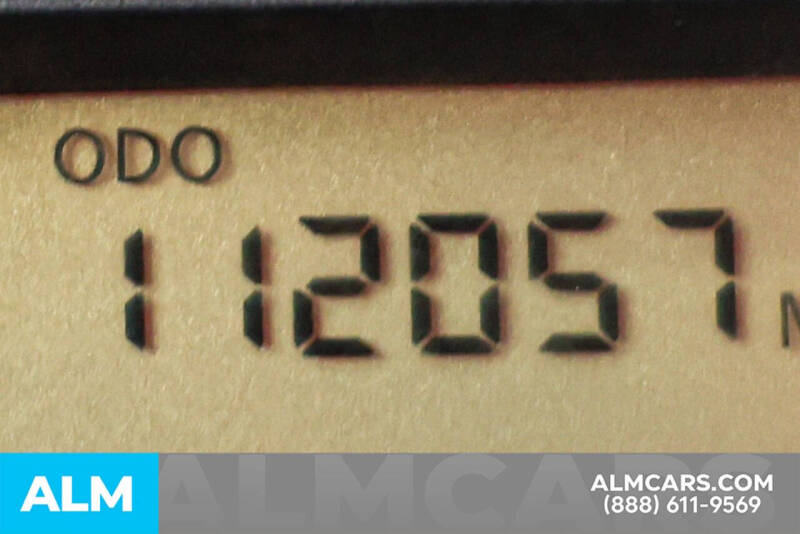 ODO
112057
ALM
ALMCARS
ALMCARS.COM
(888) 611-9569